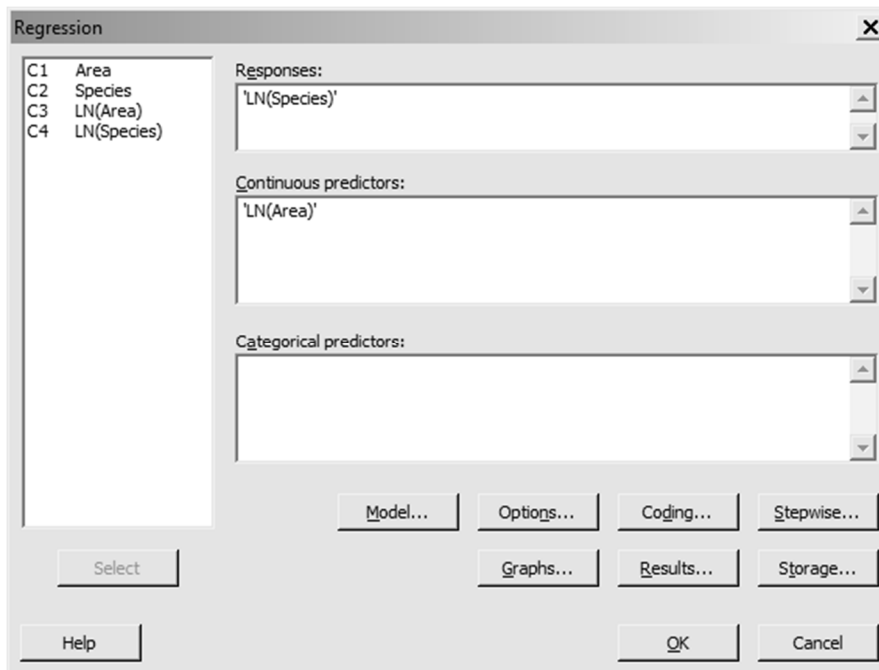 Regression
C1 Area
C2 Species
C3 LN(Area)
C4 LN(Species)
Responses:
'LN(Species)'
Continuous predictors:
'LN(Area)'
Categorical predictors:
Model... Options... Coding... Stepwise...
Select Graphs... Results... Storage...
Help OK Cancel